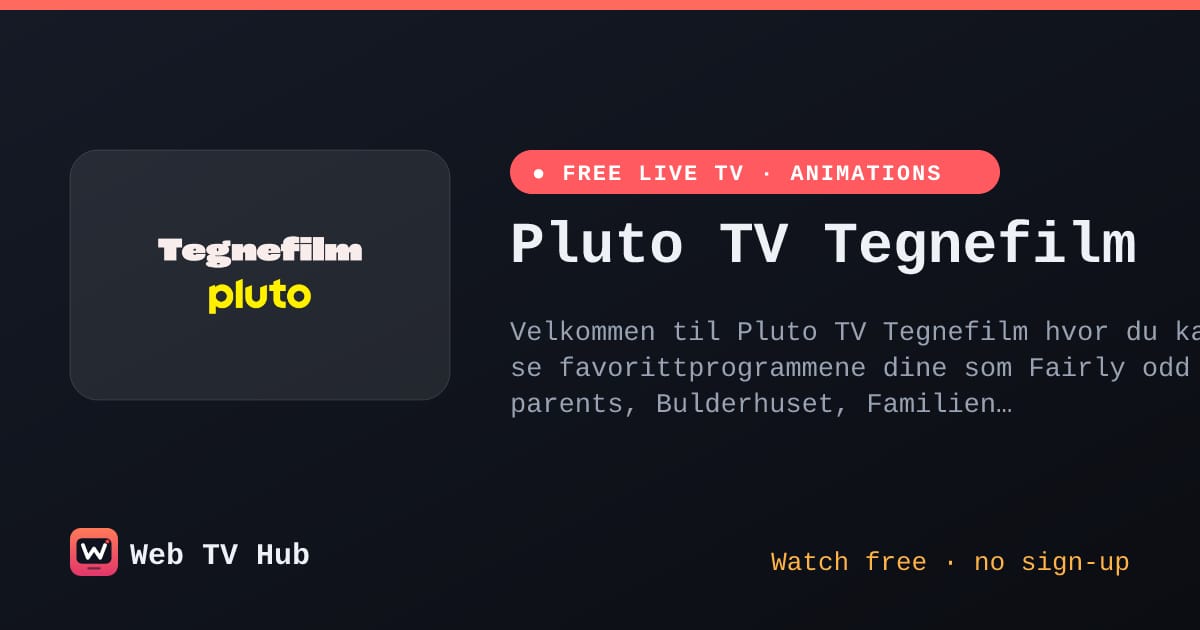 Tegnefilm
pluto
• FREE LIVE TV · ANIMATIONS
Pluto TV Tegnefilm
Velkommen til Pluto TV Tegnefilm hvor du ka
se favorittprogrammene dine som Fairly odd
parents, Bulderhuset, Familien…
W
Web TV Hub
Watch free · no sign-up